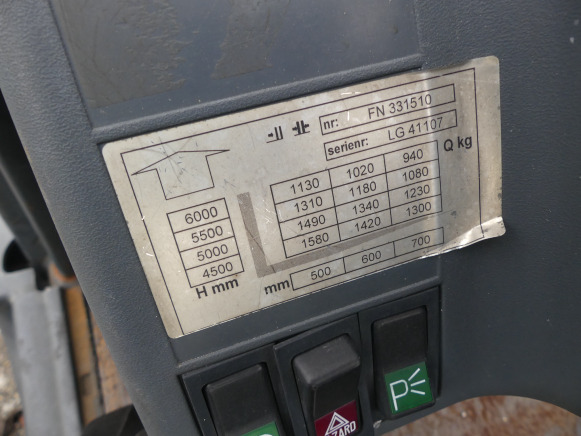 nr: FN 331510
serienr: LG 41107
Q kg
6000 1130 1020 940
5500 1310 1180 1080
5000 1490 1340 1230
4500 1580 1420 1300
H mm mm 500 600 700
P